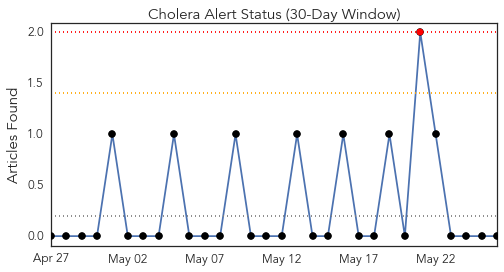 Cholera Alert Status (30-Day Window)
2.0
1.5
1.0
0.5
0.0
Articles Found
Apr 27
May 02
May 07
May 12
May 17
May 22